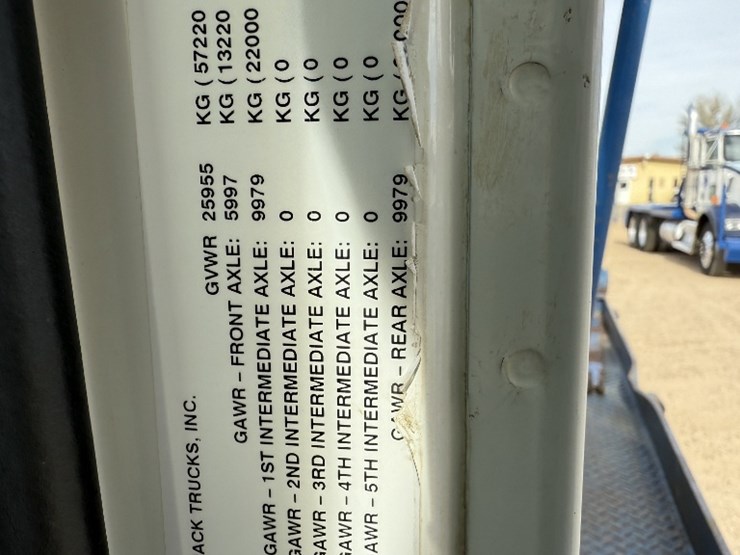 ACK TRUCKS, INC.
GVWR 25955 KG ( 57220
GAWR – FRONT AXLE: 5997 KG ( 13220
GAWR – 1ST INTERMEDIATE AXLE: 9979 KG ( 22000
GAWR – 2ND INTERMEDIATE AXLE: 0 KG ( 0
GAWR – 3RD INTERMEDIATE AXLE: 0 KG ( 0
GAWR – 4TH INTERMEDIATE AXLE: 0 KG ( 0
AWR – 5TH INTERMEDIATE AXLE: 0 KG ( 0
GAWR – REAR AXLE: 9979 KG